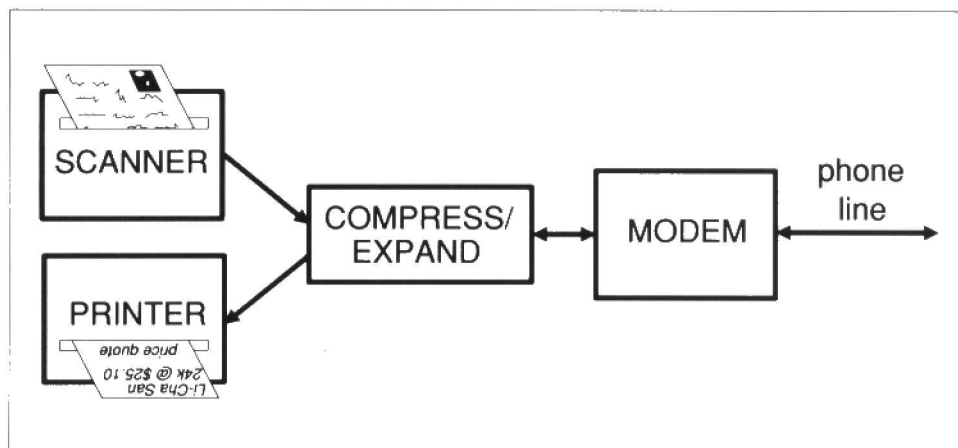 SCANNER
COMPRESS/
EXPAND
MODEM
phone
line
PRINTER
price quote
24k @ $25.10
Li-Cha San